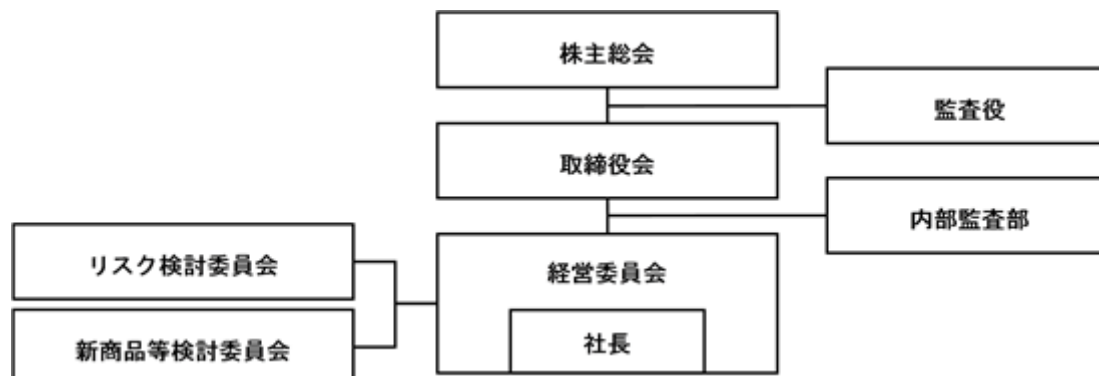 株主総会
監査役
取締役会
内部監査部
リスク検討委員会
経営委員会
新商品等検討委員会
社長